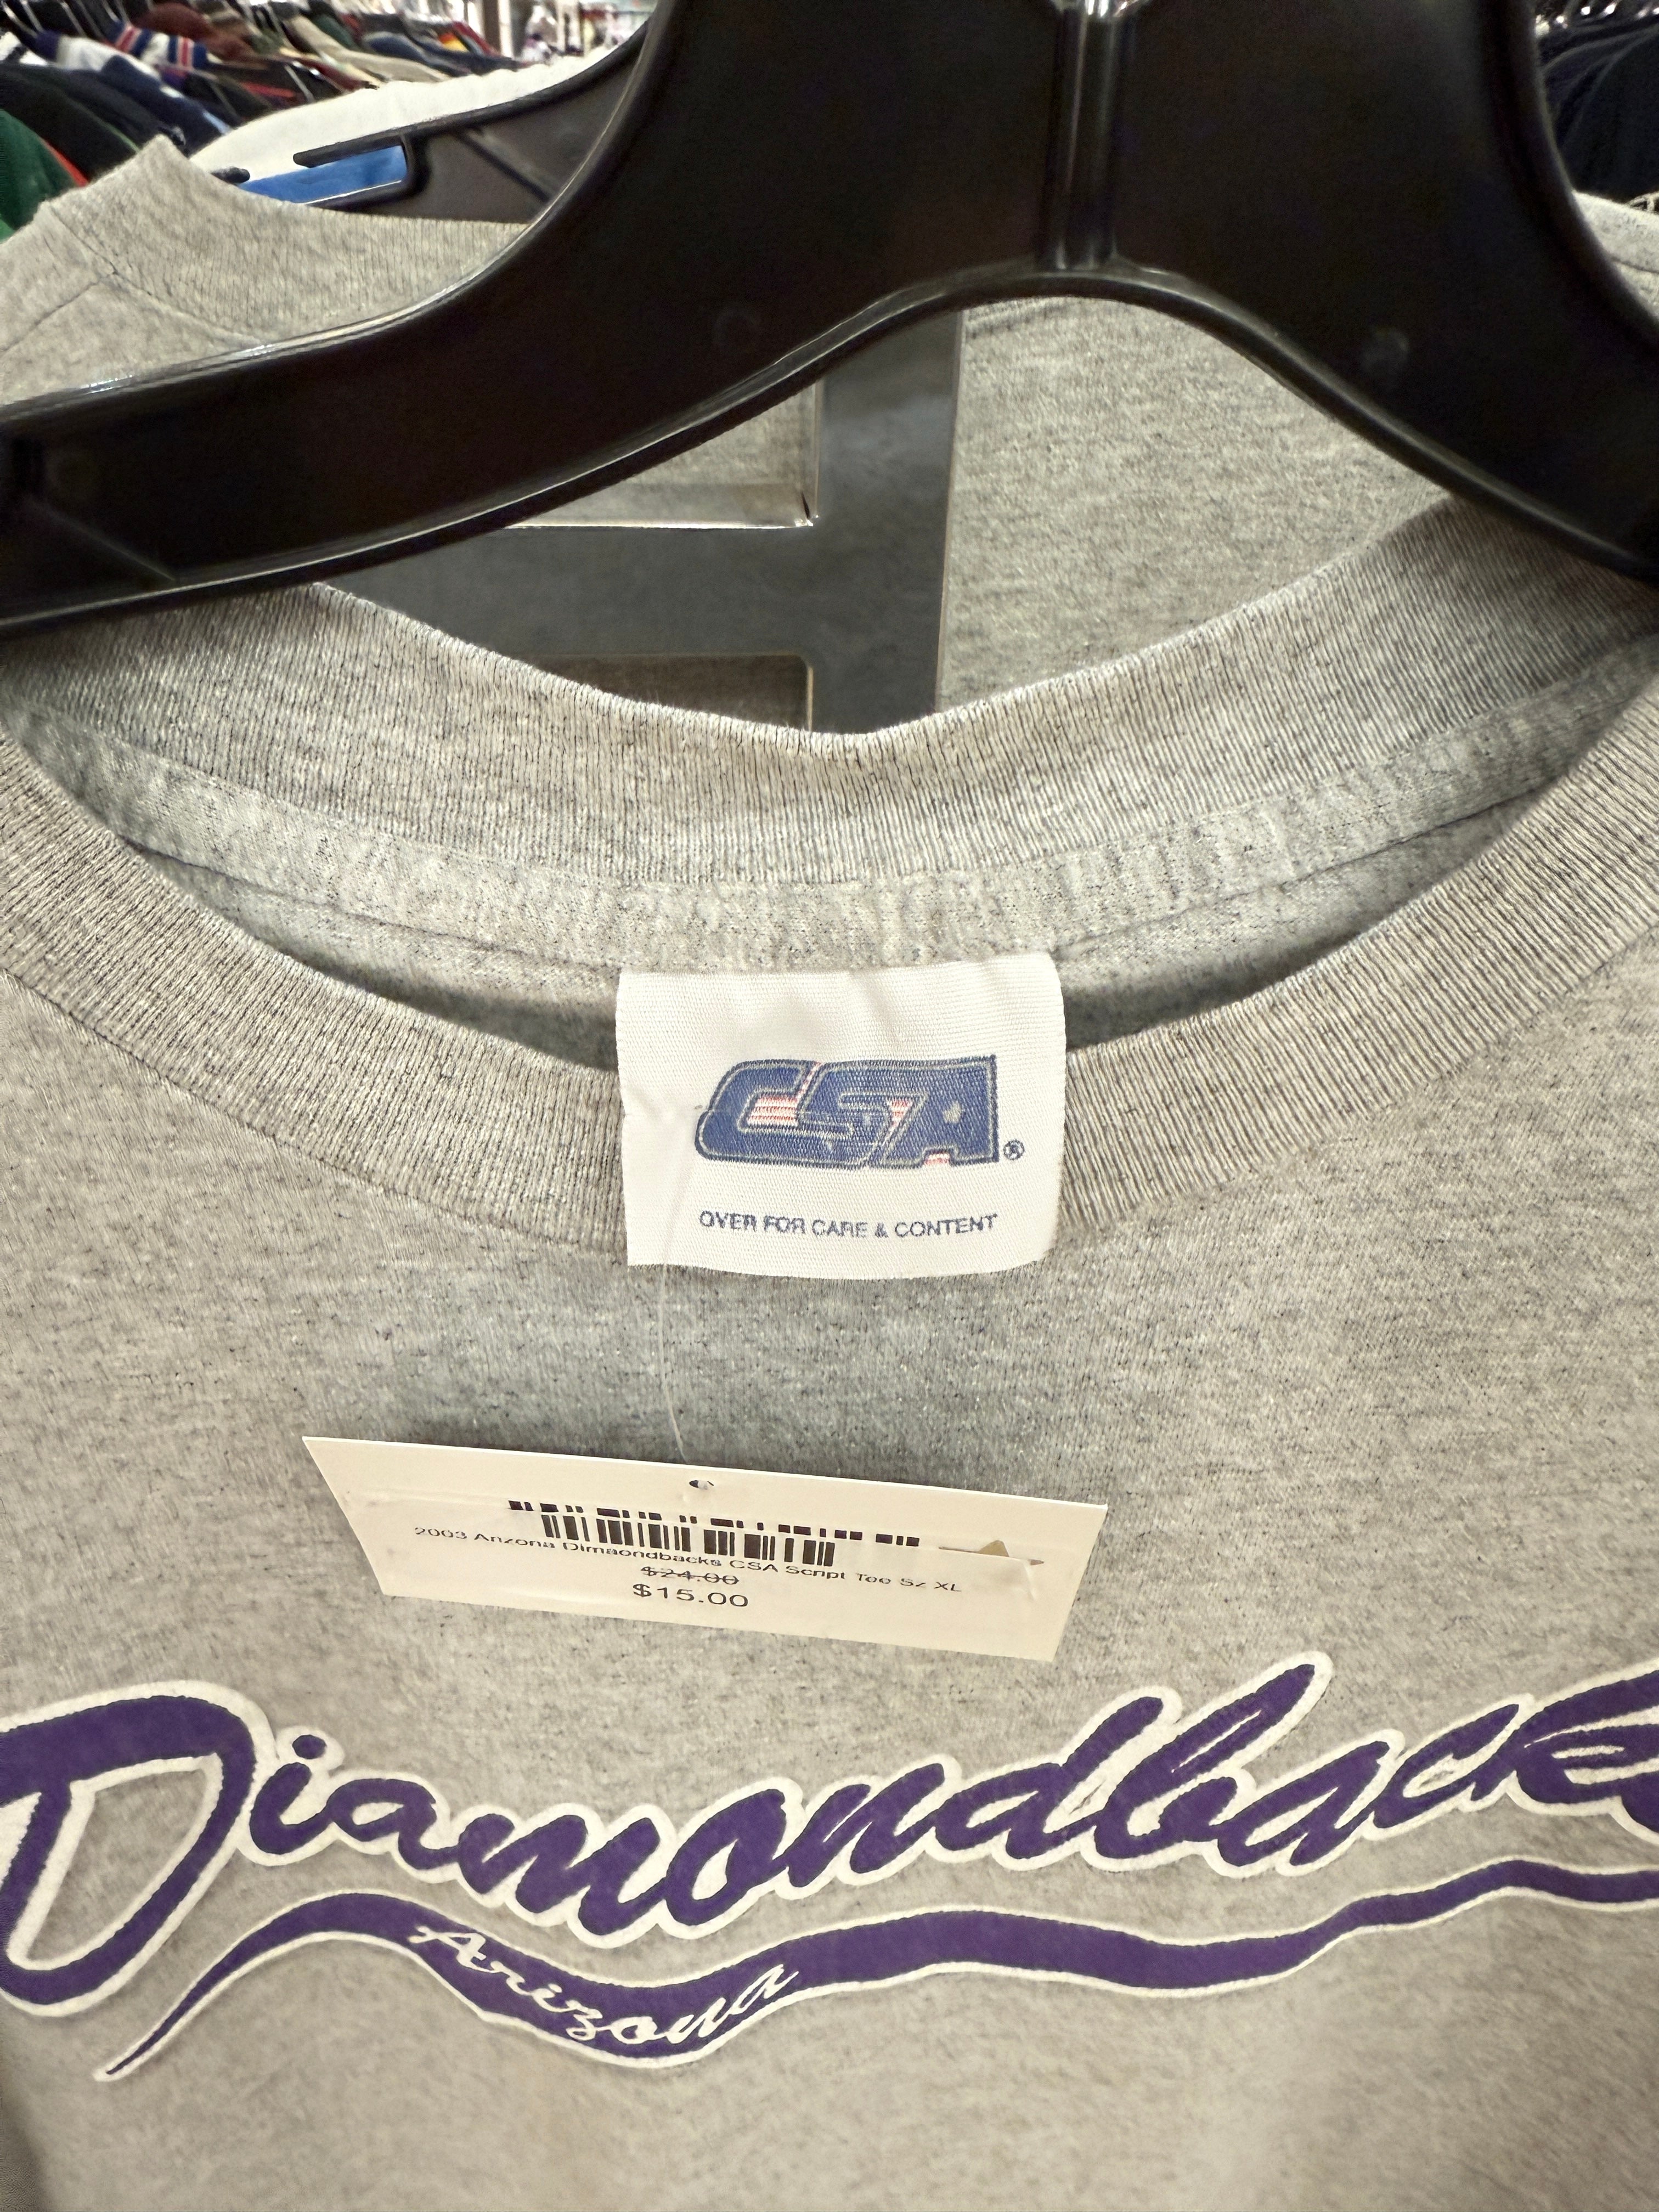 CSA®
OVER FOR CARE & CONTENT
2003 Arizona Dimaondbacks CSA Script Tee Sz XL
$24.00
$15.00
Diamondbacks
Arizona